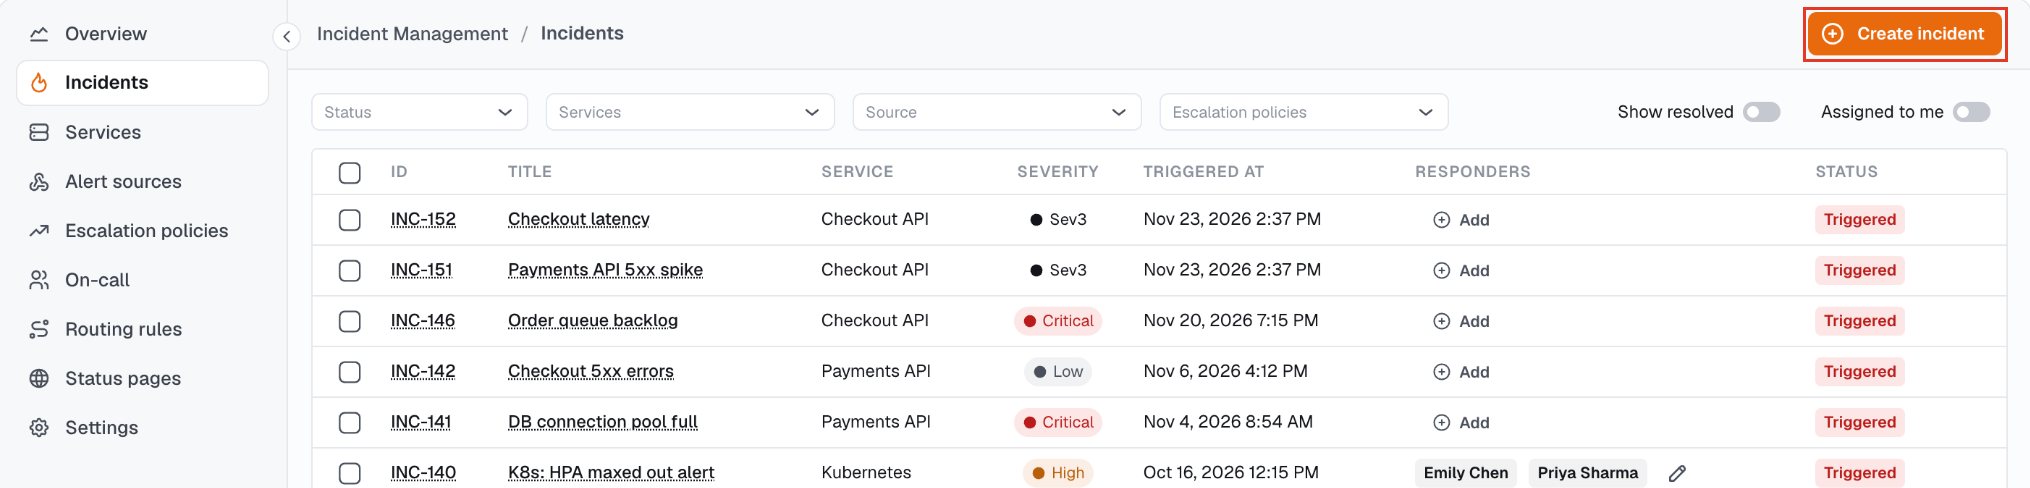 Overview
Incidents
Services
Alert sources
Escalation policies
On-call
Routing rules
Status pages
Settings
Incident Management / Incidents
Create incident
Status
Services
Source
Escalation policies
Show resolved
Assigned to me
ID TITLE SERVICE SEVERITY TRIGGERED AT RESPONDERS STATUS
INC-152 Checkout latency Checkout API Sev3 Nov 23, 2026 2:37 PM Add Triggered
INC-151 Payments API 5xx spike Checkout API Sev3 Nov 23, 2026 2:37 PM Add Triggered
INC-146 Order queue backlog Checkout API Critical Nov 20, 2026 7:15 PM Add Triggered
INC-142 Checkout 5xx errors Payments API Low Nov 6, 2026 4:12 PM Add Triggered
INC-141 DB connection pool full Payments API Critical Nov 4, 2026 8:54 AM Add Triggered
INC-140 K8s: HPA maxed out alert Kubernetes High Oct 16, 2026 12:15 PM Emily Chen Priya Sharma Triggered